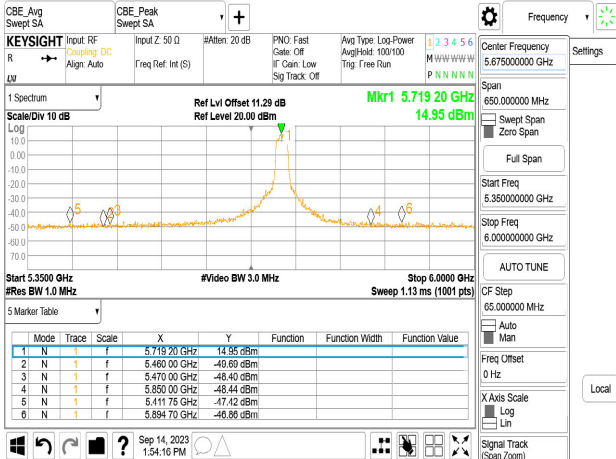 CBE_Avg
Swept SA
CBE_Peak
Swept SA
Frequency
KEYSIGHT
Input: RF
Coupling: DC
Align: Auto
Input Z: 50 Ω
Freq Ref: Int (S)
#Atten: 20 dB
PNO: Fast
Gate: Off
IF Gain: Low
Sig Track: Off
Avg Type: Log-Power
Avg|Hold: 100/100
Trig: Free Run
1 2 3 4 5 6
M W W W W W
P N N N N N
R
LXI
Center Frequency
5.675000000 GHz
Settings
1 Spectrum
Scale/Div 10 dB
Ref Lvl Offset 11.29 dB
Ref Level 20.00 dBm
Mkr1 5.719 20 GHz
14.95 dBm
Span
650.000000 MHz
Swept Span
Zero Span
Full Span
Start Freq
5.350000000 GHz
Stop Freq
6.000000000 GHz
AUTO TUNE
CF Step
65.000000 MHz
Auto
Man
Freq Offset
0 Hz
X Axis Scale
Log
Lin
Signal Track
(Span Zoom)
Local
Log
10.0
0.00
-10.0
-20.0
-30.0
-40.0
-50.0
-60.0
-70.0
1
5
3
4
6
Start 5.3500 GHz
#Video BW 3.0 MHz
Stop 6.0000 GHz
#Res BW 1.0 MHz
Sweep 1.13 ms (1001 pts)
5 Marker Table
Mode Trace Scale X Y Function Function Width Function Value
1 N 1 f 5.719 20 GHz 14.95 dBm
2 N 1 f 5.460 00 GHz -49.69 dBm
3 N 1 f 5.470 00 GHz -48.40 dBm
4 N 1 f 5.850 00 GHz -48.44 dBm
5 N 1 f 5.411 75 GHz -47.42 dBm
6 N 1 f 5.894 70 GHz -46.86 dBm
Sep 14, 2023
1:54:16 PM